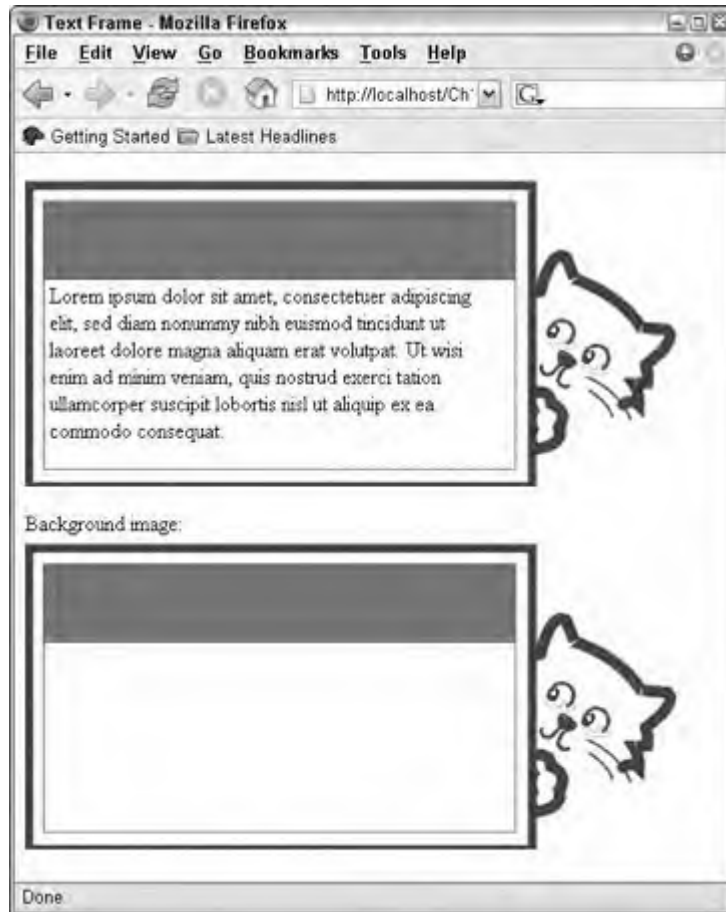 Text Frame - Mozilla Firefox
File Edit View Go Bookmarks Tools Help
http://localhost/Ch
G
Getting Started Latest Headlines
Lorem ipsum dolor sit amet, consectetuer adipiscing
elit, sed diam nonummy nibh euismod tincidunt ut
laoreet dolore magna aliquam erat volutpat. Ut wisi
enim ad minim veniam, quis nostrud exerci tation
ullamcorper suscipit lobortis nisl ut aliquip ex ea
commodo consequat.
Background image:
Done